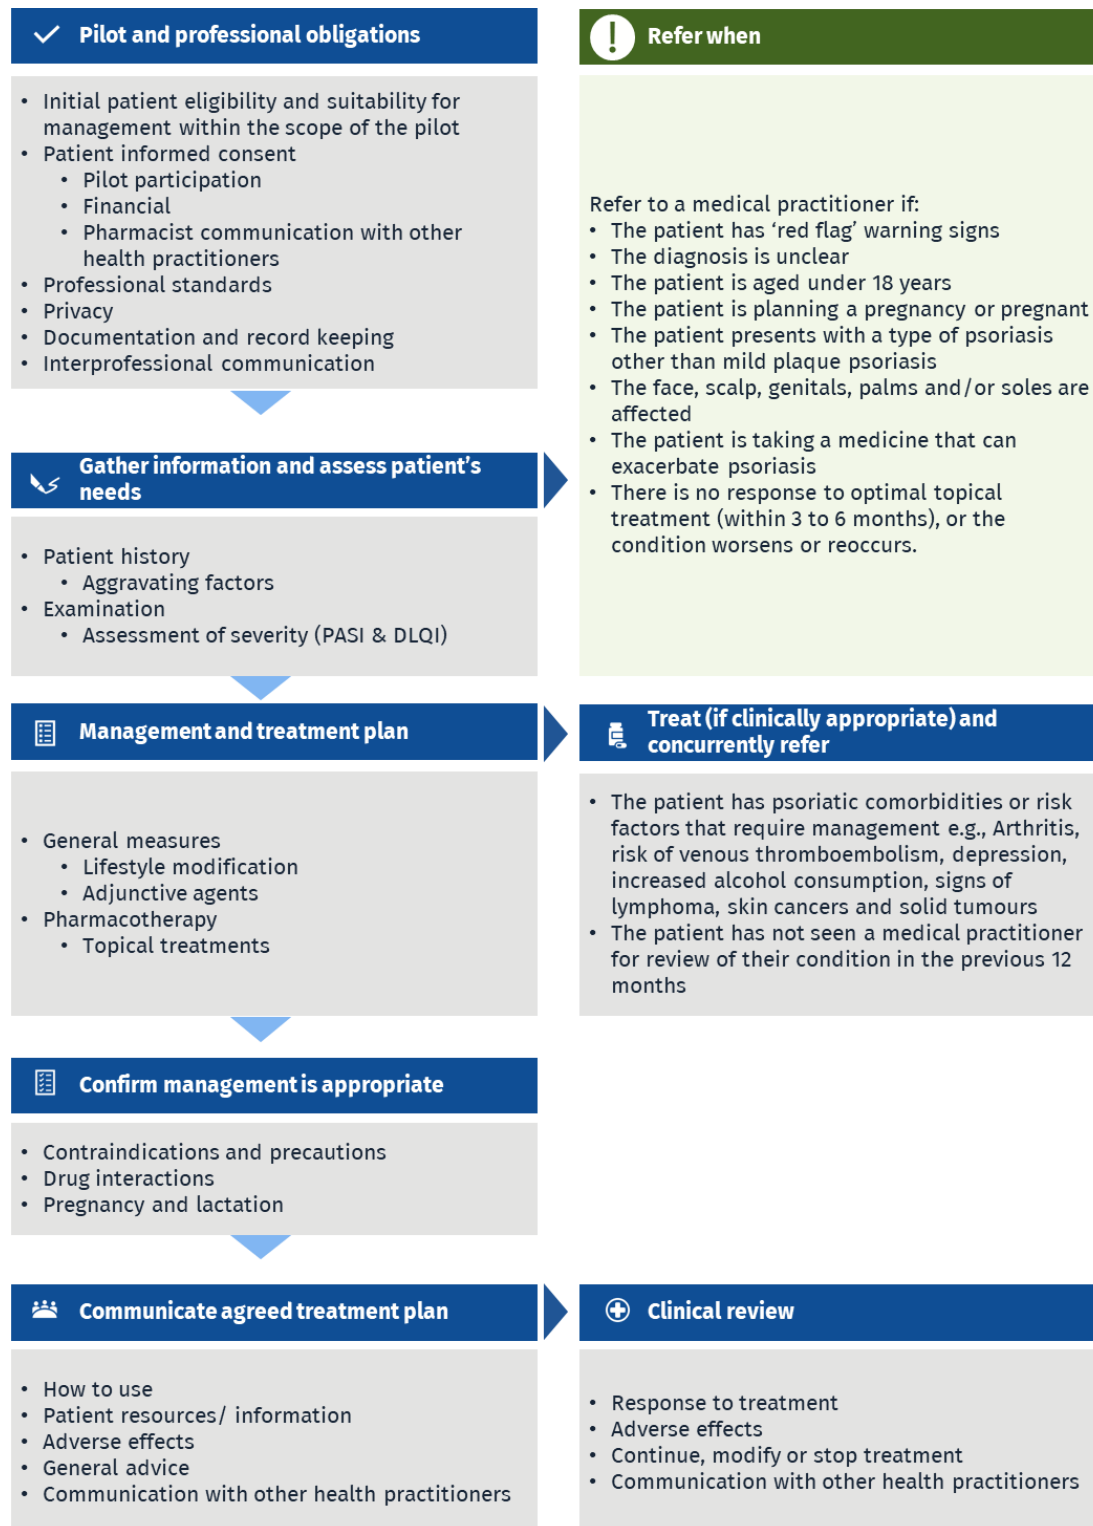 Pilot and professional obligations
• Initial patient eligibility and suitability for
management within the scope of the pilot
• Patient informed consent
• Pilot participation
• Financial
• Pharmacist communication with other
health practitioners
• Professional standards
• Privacy
• Documentation and record keeping
• Interprofessional communication
Refer when
Refer to a medical practitioner if:
• The patient has ‘red flag’ warning signs
• The diagnosis is unclear
• The patient is aged under 18 years
• The patient is planning a pregnancy or pregnant
• The patient presents with a type of psoriasis
other than mild plaque psoriasis
• The face, scalp, genitals, palms and/or soles are
affected
• The patient is taking a medicine that can
exacerbate psoriasis
• There is no response to optimal topical
treatment (within 3 to 6 months), or the
condition worsens or reoccurs.
Gather information and assess patient’s
needs
• Patient history
• Aggravating factors
• Examination
• Assessment of severity (PASI & DLQI)
Management and treatment plan
• General measures
• Lifestyle modification
• Adjunctive agents
• Pharmacotherapy
• Topical treatments
Treat (if clinically appropriate) and
concurrently refer
• The patient has psoriatic comorbidities or risk
factors that require management e.g., Arthritis,
risk of venous thromboembolism, depression,
increased alcohol consumption, signs of
lymphoma, skin cancers and solid tumours
• The patient has not seen a medical practitioner
for review of their condition in the previous 12
months
Confirm management is appropriate
• Contraindications and precautions
• Drug interactions
• Pregnancy and lactation
Communicate agreed treatment plan
• How to use
• Patient resources/ information
• Adverse effects
• General advice
• Communication with other health practitioners
Clinical review
• Response to treatment
• Adverse effects
• Continue, modify or stop treatment
• Communication with other health practitioners